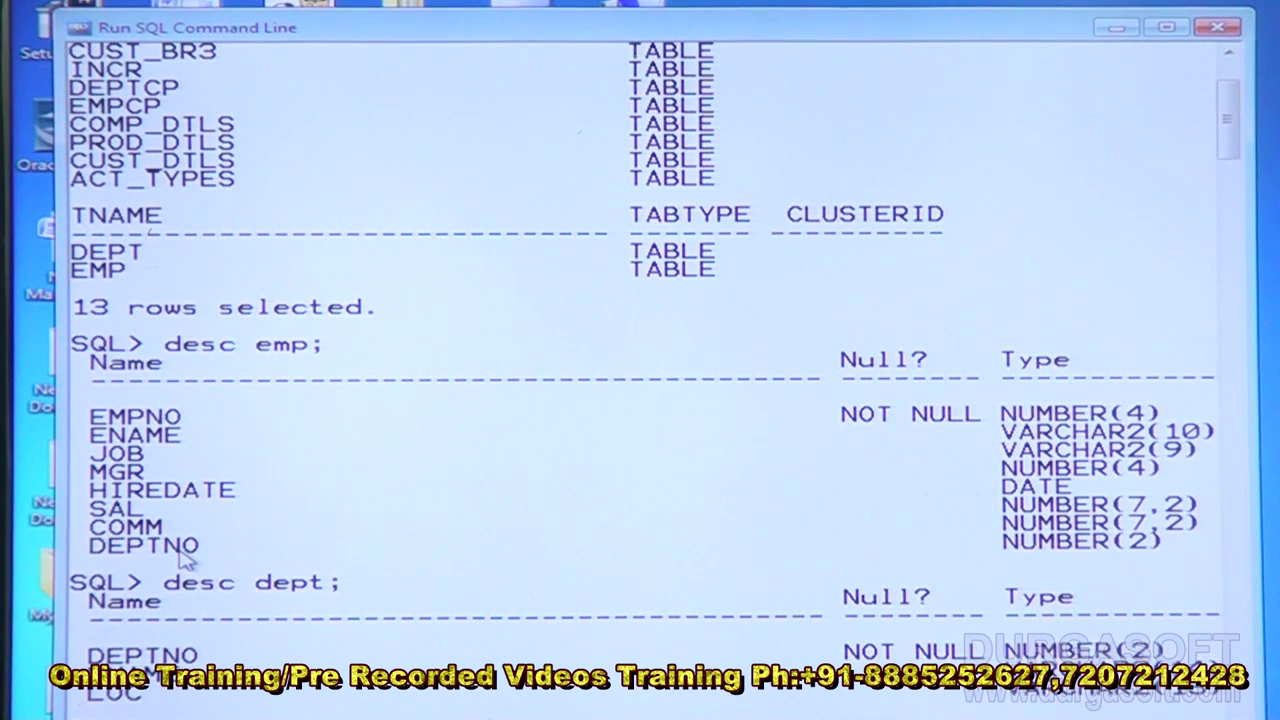 Run SQL Command Line
CUST_BR3 TABLE
INCR TABLE
DEPTCP TABLE
EMPCP TABLE
COMP_DTLS TABLE
PROD_DTLS TABLE
CUST_DTLS TABLE
ACT_TYPES TABLE
TNAME TABTYPE CLUSTERID
DEPT TABLE
EMP TABLE
13 rows selected.
SQL> desc emp;
Name Null? Type
EMPNO NOT NULL NUMBER(4)
ENAME VARCHAR2(10)
JOB VARCHAR2(9)
MGR NUMBER(4)
HIREDATE DATE
SAL NUMBER(7,2)
COMM NUMBER(7,2)
DEPTNO NUMBER(2)
SQL> desc dept;
Name Null? Type
DEPTNO NOT NULL NUMBER(2)
DURGASOFT
Online Training/Pre Recorded Videos Training Ph:+91-8885252627,7207212428
LOC
www.durgasoft.com